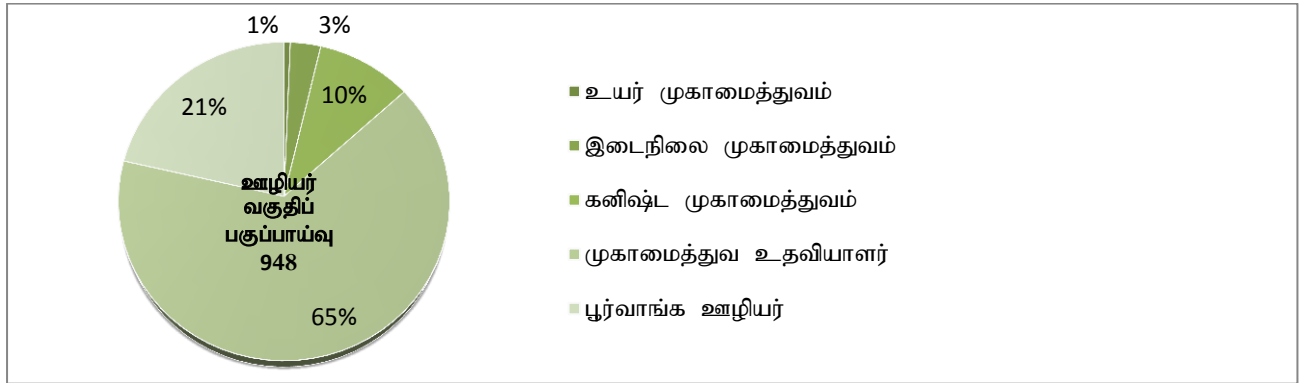 1%
3%
10%
21%
65%
ஊழியர்
வகுதிப்
பகுப்பாய்வு
948
உயர் முகாமைத்துவம்
இடைநிலை முகாமைத்துவம்
கனிஷ்ட முகாமைத்துவம்
முகாமைத்துவ உதவியாளர்
பூர்வாங்க ஊழியர்